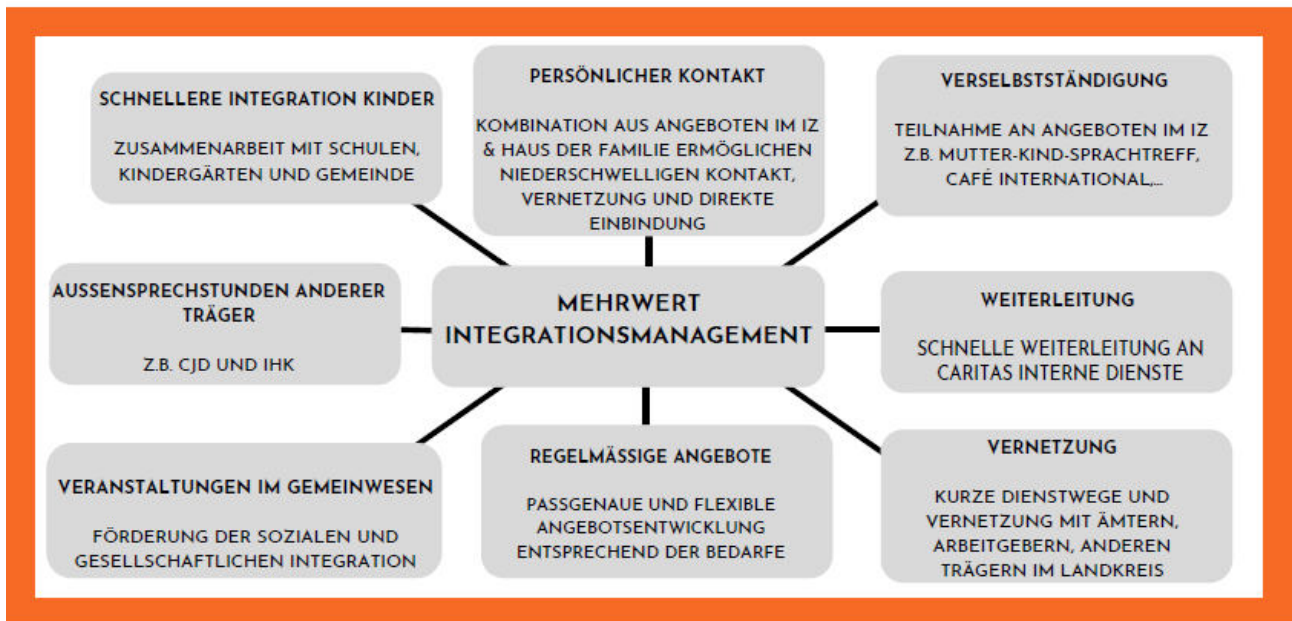 SCHNELLERE INTEGRATION KINDER
ZUSAMMENARBEIT MIT SCHULEN,
KINDERGÄRTEN UND GEMEINDE
PERSÖNLICHER KONTAKT
KOMBINATION AUS ANGEBOTEN IM IZ
& HAUS DER FAMILIE ERMÖGLICHEN
NIEDERSCHWELLIGEN KONTAKT,
VERNETZUNG UND DIREKTE
EINBINDUNG
VERSELBSTSTÄNDIGUNG
TEILNAHME AN ANGEBOTEN IM IZ
Z.B. MUTTER-KIND-SPRACHTREFF,
CAFÉ INTERNATIONAL,...
AUSSENSPRECHSTUNDEN ANDERER
TRÄGER
Z.B. CJD UND IHK
MEHRWERT
INTEGRATIONSMANAGEMENT
WEITERLEITUNG
SCHNELLE WEITERLEITUNG AN
CARITAS INTERNE DIENSTE
VERANSTALTUNGEN IM GEMEINWESEN
FÖRDERUNG DER SOZIALEN UND
GESELLSCHAFTLICHEN INTEGRATION
REGELMÄSSIGE ANGEBOTE
PASSGENAUE UND FLEXIBLE
ANGEBOTSENTWICKLUNG
ENTSPRECHEND DER BEDARFE
VERNETZUNG
KURZE DIENSTWEGE UND
VERNETZUNG MIT ÄMTERN,
ARBEITGEBERN, ANDEREN
TRÄGERN IM LANDKREIS